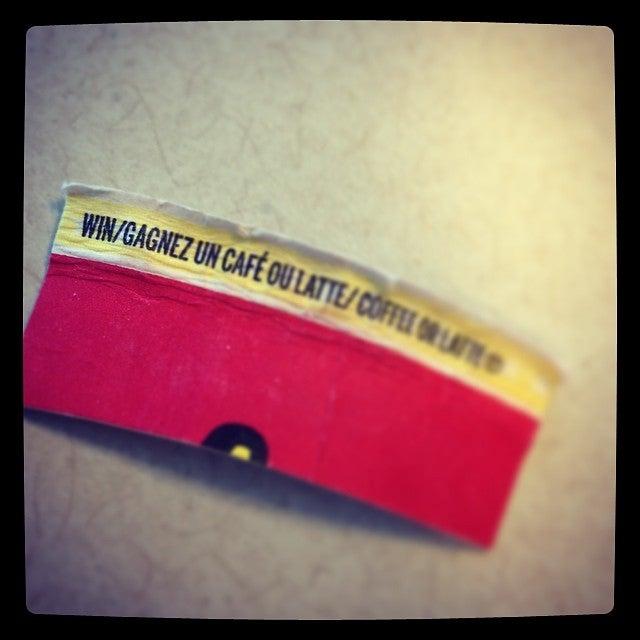 WIN/GAGNEZ UN CAFÉ OU LATTE/ COFFEE OR LATTE